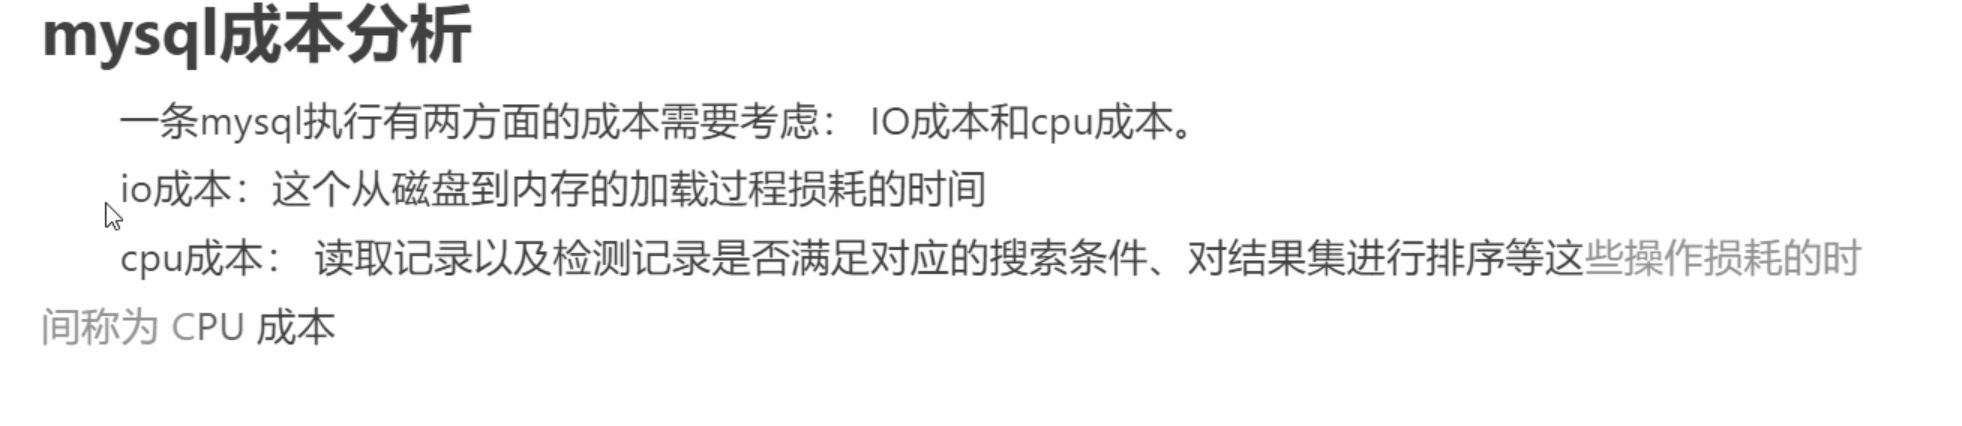 mysql成本分析
一条mysql执行有两方面的成本需要考虑： IO成本和cpu成本。
io成本：这个从磁盘到内存的加载过程损耗的时间
cpu成本： 读取记录以及检测记录是否满足对应的搜索条件、对结果集进行排序等这些操作损耗的时
间称为 CPU 成本